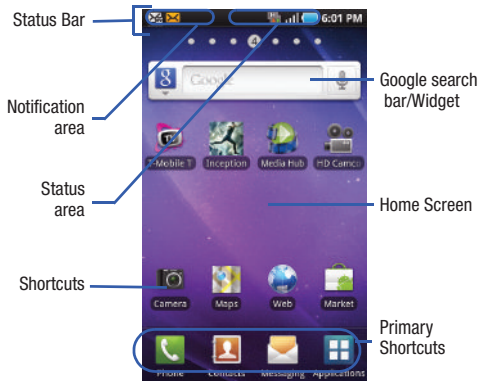 Status Bar
6:01 PM
4
8 Google
Google search
bar/Widget
Notification
area
T-Mobile T Inception Media Hub HD Camco
Status
area
Home Screen
Shortcuts
Camera Maps Web Market
Primary
Shortcuts
Phone Contacts Messaging Applications